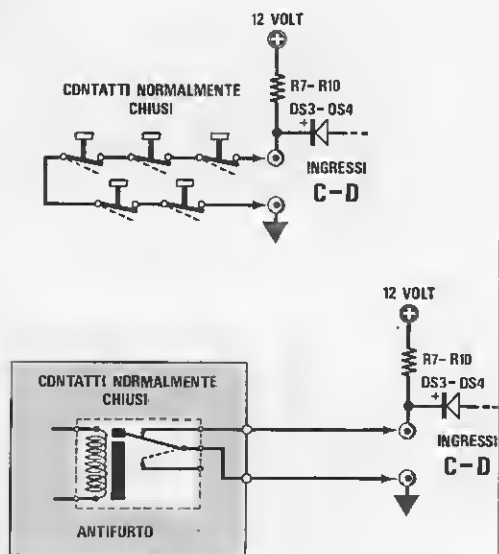 12 VOLT
R7-R10
CONTATTI NORMALMENTE
CHIUSI
DS3-DS4
INGRESSI
C-D
12 VOLT
R7-R10
CONTATTI NORMALMENTE
CHIUSI
DS3-DS4
INGRESSI
C-D
ANTIFURTO